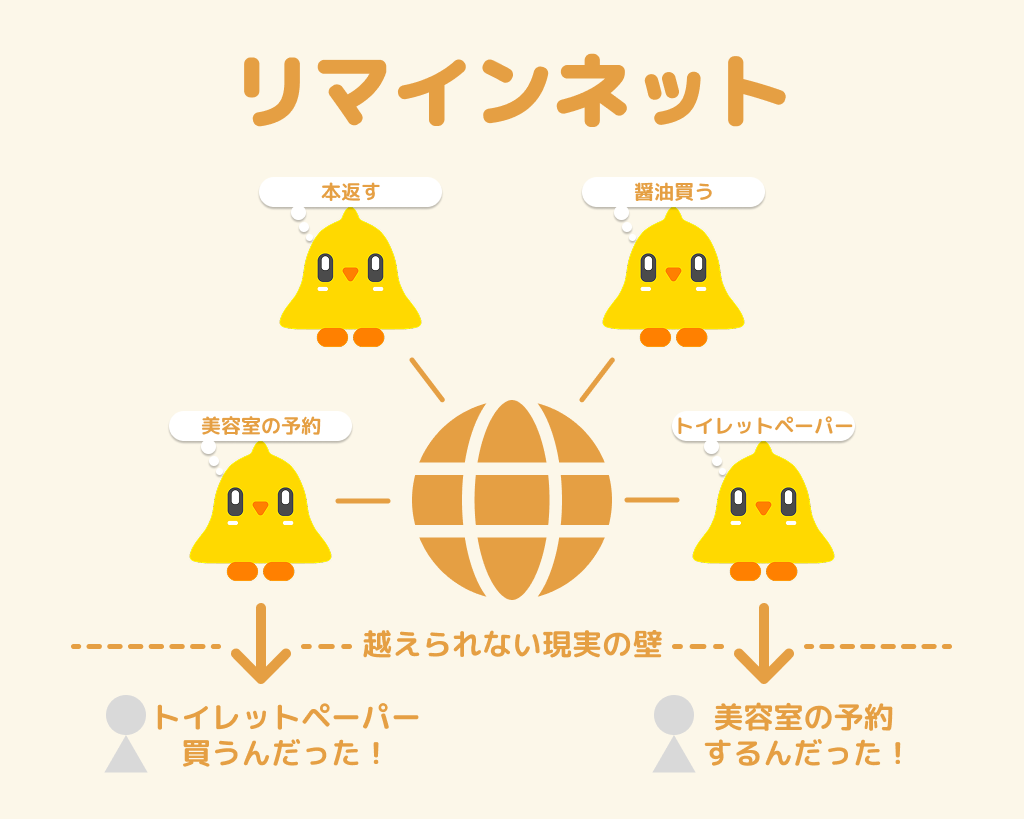 リマインネット
本返す
醤油買う
美容室の予約
トイレットペーパー
越えられない現実の壁
トイレットペーパー
買うんだった！
美容室の予約
するんだった！